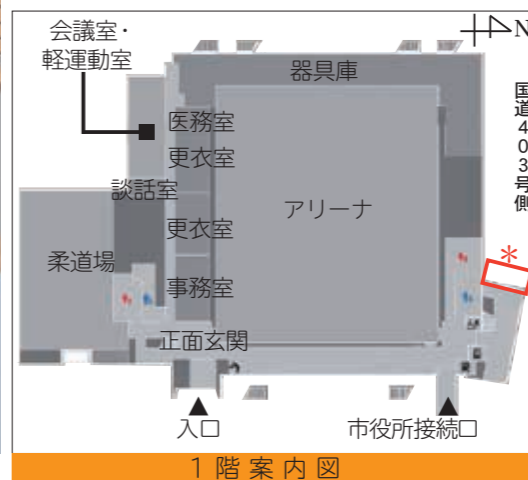 会議室・
軽運動室
N
器具庫
国道403号側
医務室
更衣室
談話室
アリーナ
更衣室
柔道場
＊
事務室
正面玄関
▲
入口
▲
市役所接続口
1階案内図